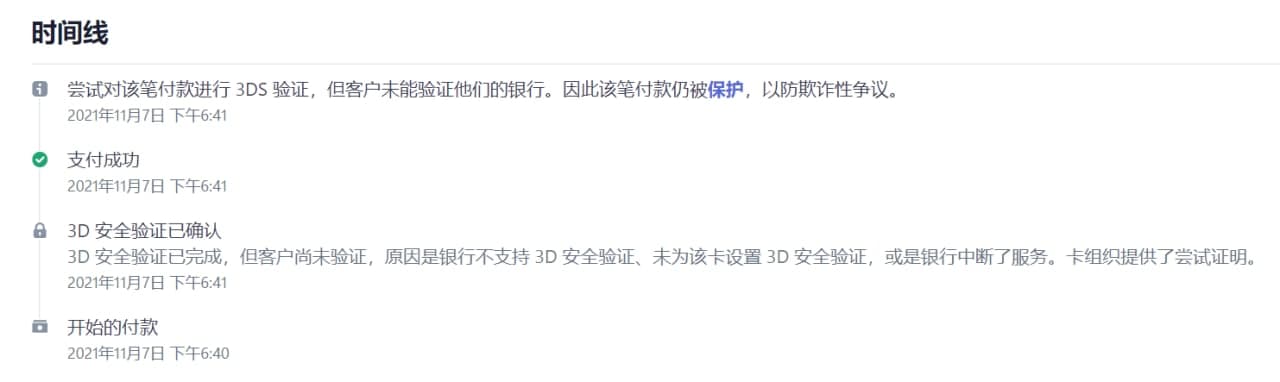 时间线
尝试对该笔付款进行 3DS 验证，但客户未能验证他们的银行。因此该笔付款仍被保护，以防欺诈性争议。
2021年11月7日 下午6:41
支付成功
2021年11月7日 下午6:41
3D 安全验证已确认
3D 安全验证已完成，但客户尚未验证，原因是银行不支持 3D 安全验证、未为该卡设置 3D 安全验证，或是银行中断了服务。卡组织提供了尝试证明。
2021年11月7日 下午6:41
开始的付款
2021年11月7日 下午6:40